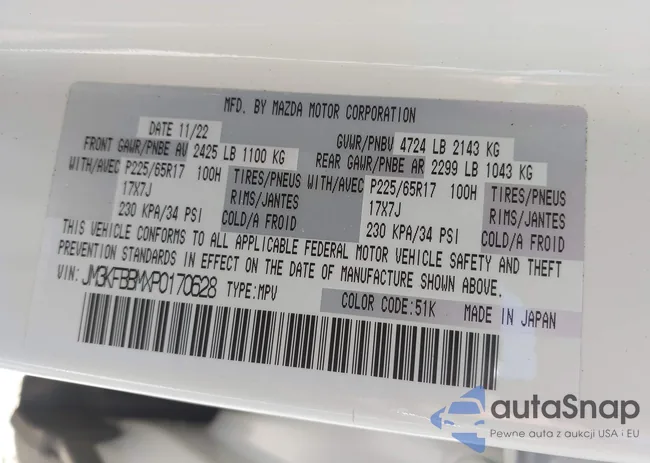 MFD. BY MAZDA MOTOR CORPORATION
DATE 11/22 GVWR/PNBV 4724 LB 2143 KG
FRONT GAWR/PNBE AV 2425 LB 1100 KG REAR GAWR/PNBE AR 2299 LB 1043 KG
WITH/AVEC P225/65R17 100H TIRES/PNEUS WITH/AVEC P225/65R17 100H TIRES/PNEUS
17X7J RIMS/JANTES 17X7J RIMS/JANTES
230 KPA/34 PSI COLD/A FROID 230 KPA/34 PSI COLD/A FROID
THIS VEHICLE CONFORMS TO ALL APPLICABLE FEDERAL MOTOR VEHICLE SAFETY AND THEFT
PREVENTION STANDARDS IN EFFECT ON THE DATE OF MANUFACTURE SHOWN ABOVE.
VIN: JM3KFBBMXP0170628 TYPE:MPV COLOR CODE:51K MADE IN JAPAN
autaSnap
Pewne auta z aukcji USA i EU